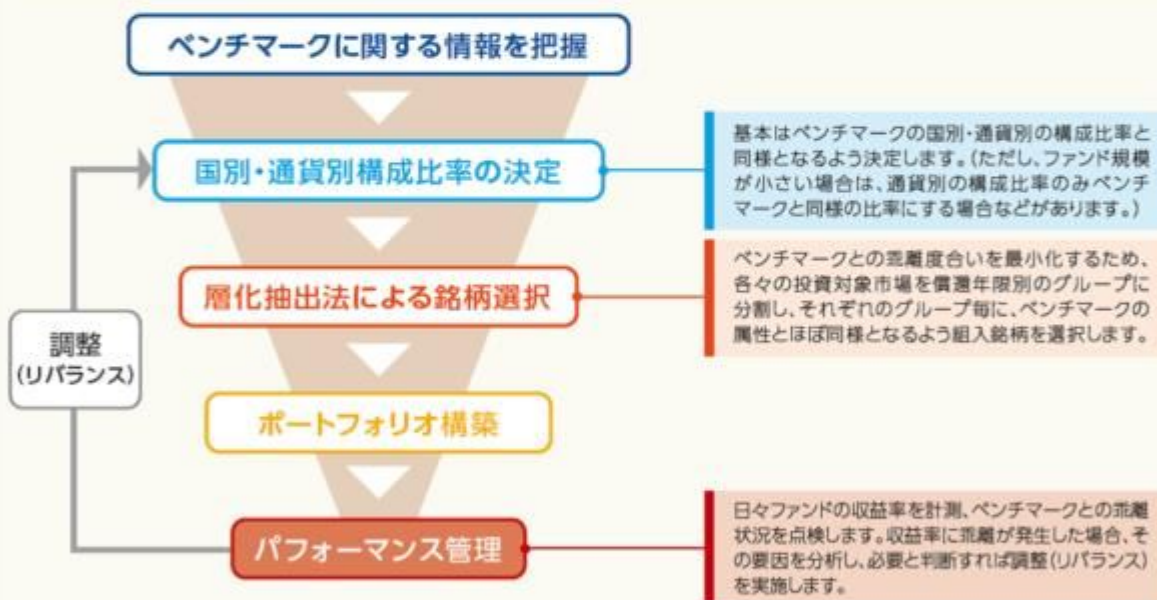 ベンチマークに関する情報を把握
国別・通貨別構成比率の決定
基本はベンチマークの国別・通貨別の構成比率と
同様となるよう決定します。(ただし、ファンド規模
が小さい場合は、通貨別の構成比率のみベンチ
マークと同様の比率にする場合などがあります。)
層化抽出法による銘柄選択
ベンチマークとの乖離度合いを最小化するため、
各々の投資対象市場を償還年限別のグループに
分割し、それぞれのグループ毎に、ベンチマークの
属性とほぼ同様となるよう組入銘柄を選択します。
調整
(リバランス)
ポートフォリオ構築
パフォーマンス管理
日々ファンドの収益率を計測、ベンチマークとの乖離
状況を点検します。収益率に乖離が発生した場合、そ
の要因を分析し、必要と判断すれば調整(リバランス)
を実施します。